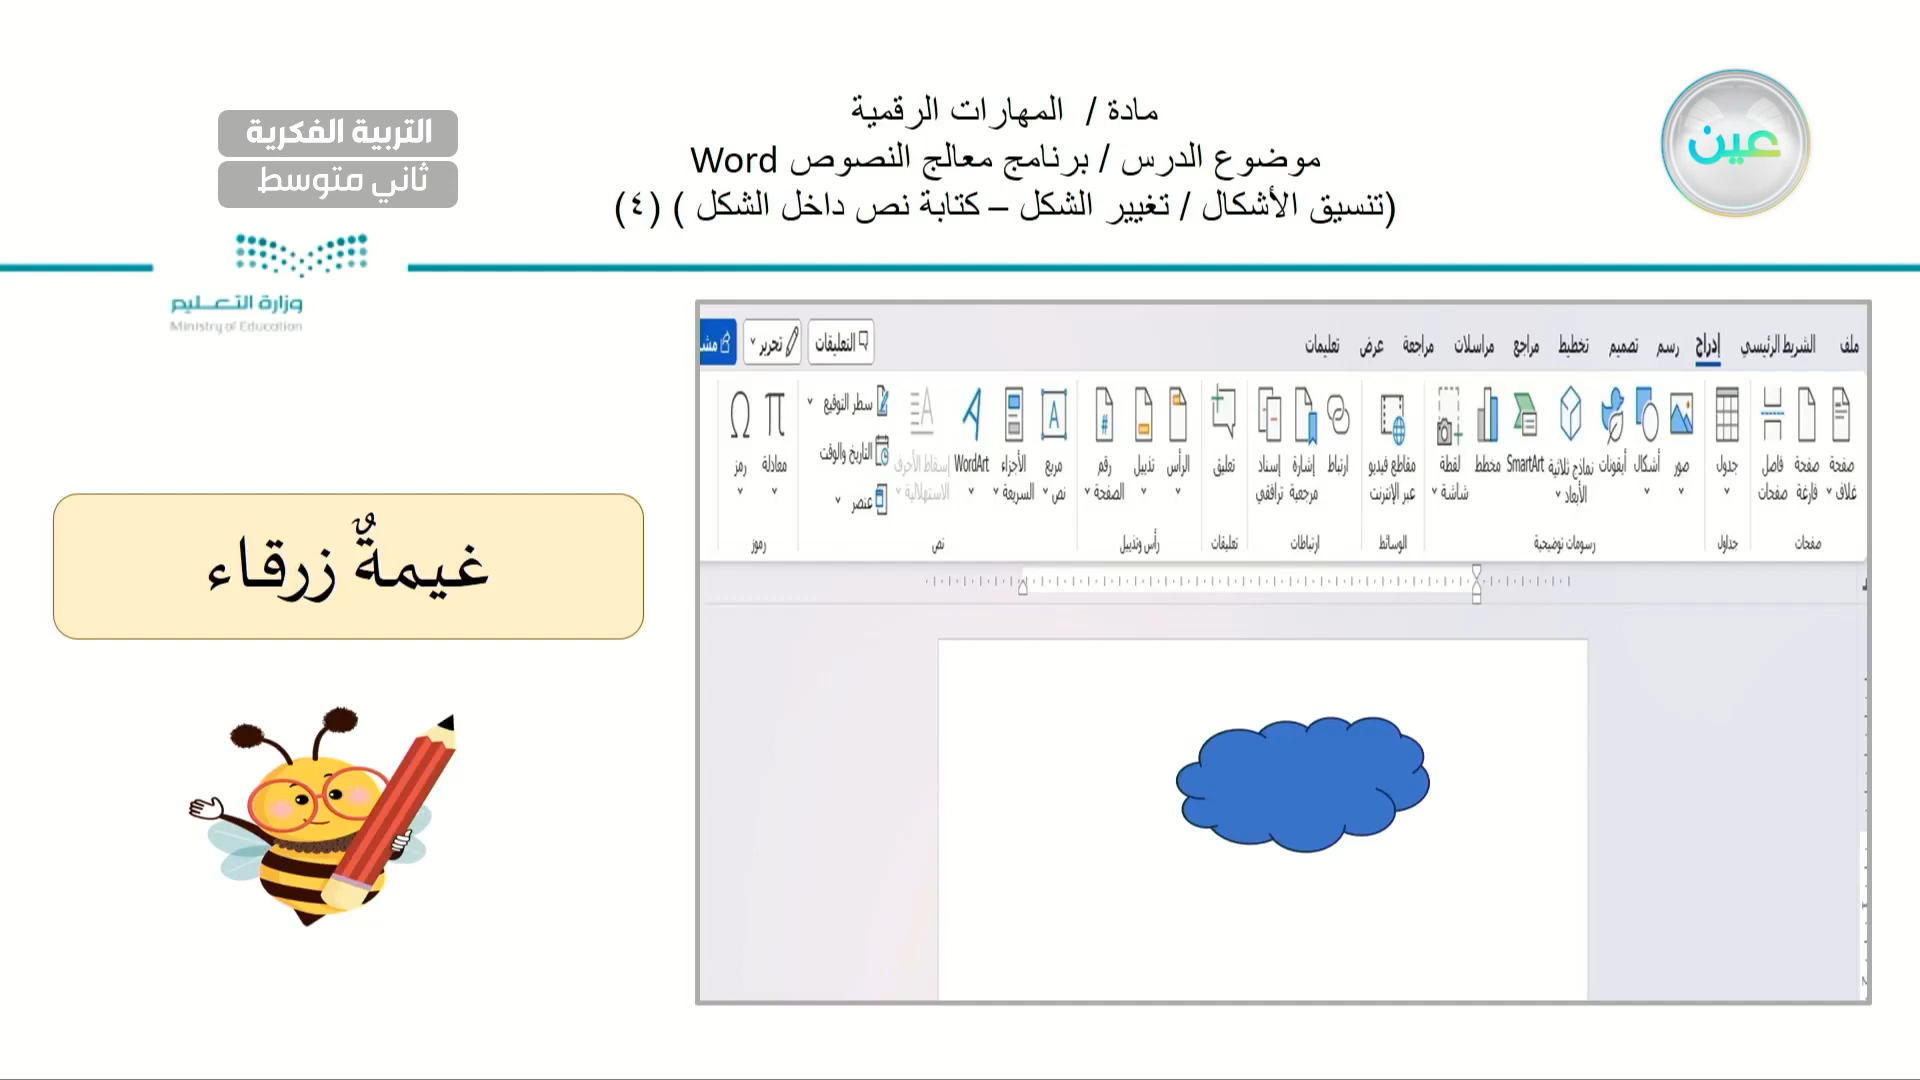 مادة / المهارات الرقمية
موضوع الدرس / برنامج معالج النصوص Word
(تنسيق الأشكال / تغيير الشكل – كتابة نص داخل الشكل ) (٤)
عين
التربية الفكرية
ثاني متوسط
وزارة التعليم
Ministry of Education
ملف الشريط الرئيسي إدراج رسم تصميم تخطيط مراجع مراسلات مراجعة عرض تعليمات
التعليقات تحرير
صفحة غلاف
صفحة فارغة
فاصل صفحات
صفحات
جدول
جداول
صور
أشكال
أيقونات
نماذج ثلاثية الأبعاد
SmartArt
مخطط
لقطة شاشة
رسومات توضيحية
مقاطع فيديو عبر الإنترنت
الوسائط
ارتباط
إشارة مرجعية
إسناد ترافقي
ارتباطات
تعليق
تعليقات
الرأس
تذييل
رقم الصفحة
رأس وتذييل
مربع نص
الأجزاء السريعة
WordArt
إسقاط الأحرف الاستهلالية
سطر التوقيع
التاريخ والوقت
عنصر
نص
معادلة
رمز
رموز
غيمةٌ زرقاء